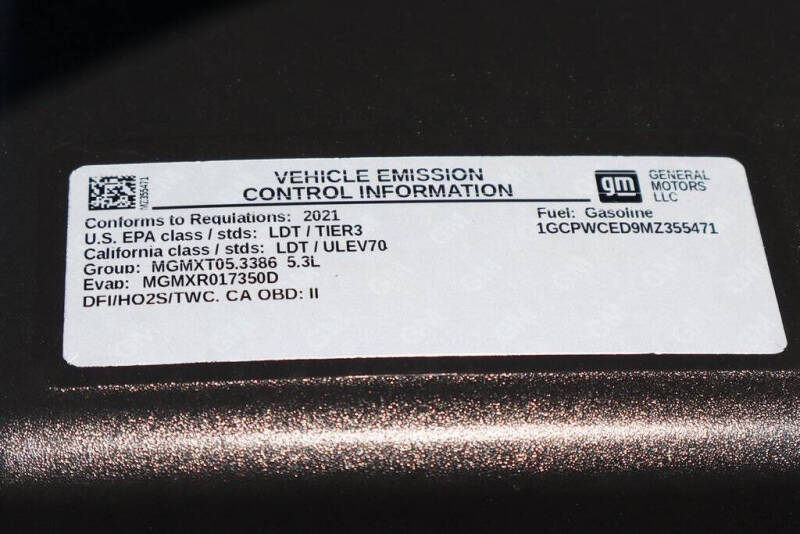 VEHICLE EMISSION
CONTROL INFORMATION
gm
GENERAL
MOTORS
LLC
MZ355471
Conforms to Regulations: 2021
U.S. EPA class / stds: LDT / TIER3
California class / stds: LDT / ULEV70
Group: MGMXT05.3386 5.3L
Evap: MGMXR017350D
DFI/HO2S/TWC. CA OBD: II
Fuel: Gasoline
1GCPWCED9MZ355471